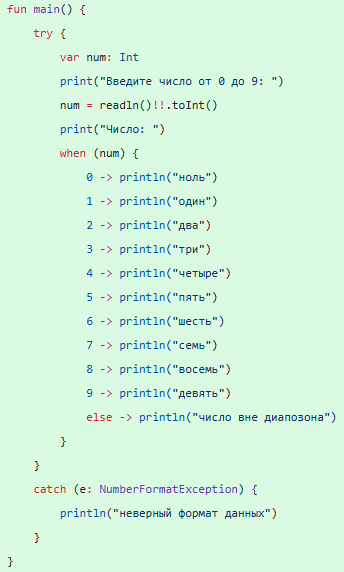 fun main() {
try {
var num: Int
print("Введите число от 0 до 9: ")
num = readln()!!.toInt()
print("Число: ")
when (num) {
0 -> println("ноль")
1 -> println("один")
2 -> println("два")
3 -> println("три")
4 -> println("четыре")
5 -> println("пять")
6 -> println("шесть")
7 -> println("семь")
8 -> println("восемь")
9 -> println("девять")
else -> println("число вне диапозона")
}
}
catch (e: NumberFormatException) {
println("неверный формат данных")
}
}